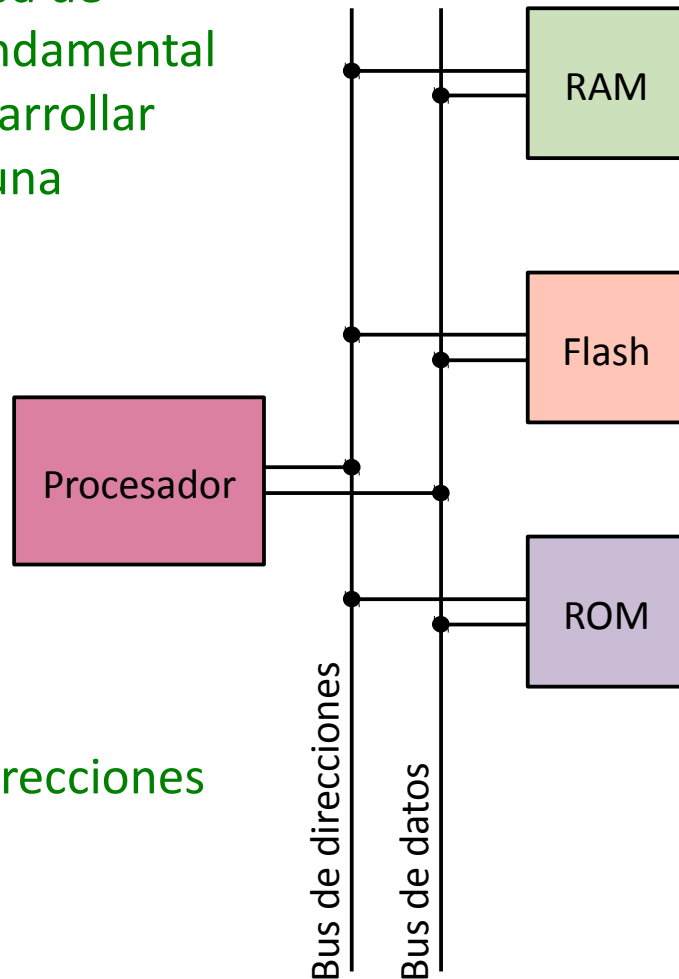 ndamental
arrollar
una
RAM
Flash
Procesador
ROM
recciones
Bus de direcciones
Bus de datos